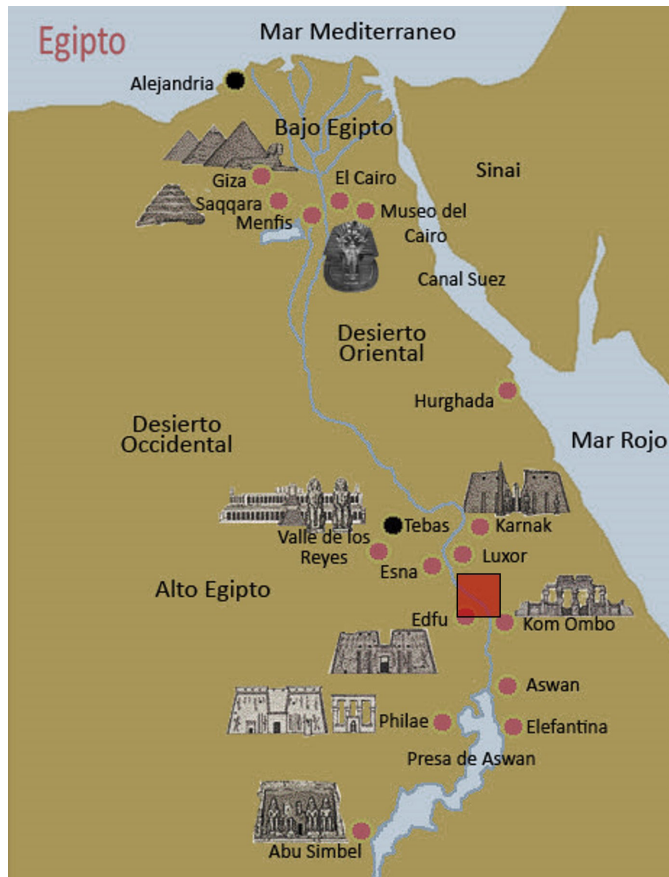 Egipto
Mar Mediterraneo
Alejandria
Bajo Egipto
Sinai
Giza
El Cairo
Saqqara
Menfis
Museo del
Cairo
Canal Suez
Desierto
Oriental
Hurghada
Desierto
Occidental
Mar Rojo
Tebas
Karnak
Valle de los
Reyes
Luxor
Esna
Alto Egipto
Edfu
Kom Ombo
Aswan
Philae
Elefantina
Presa de Aswan
Abu Simbel